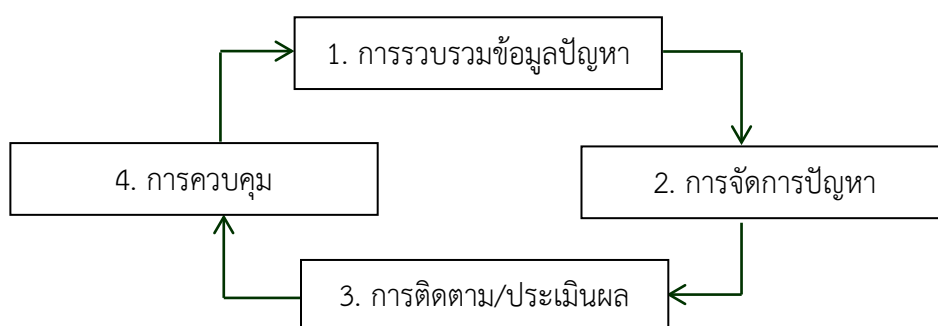 1. การรวบรวมข้อมูลปัญหา
2. การจัดการปัญหา
3. การติดตาม/ประเมินผล
4. การควบคุม